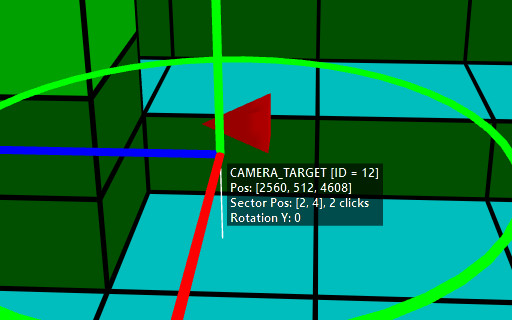 CAMERA_TARGET [ID = 12]
Pos: [2560, 512, 4608]
Sector Pos: [2, 4], 2 clicks
Rotation Y: 0